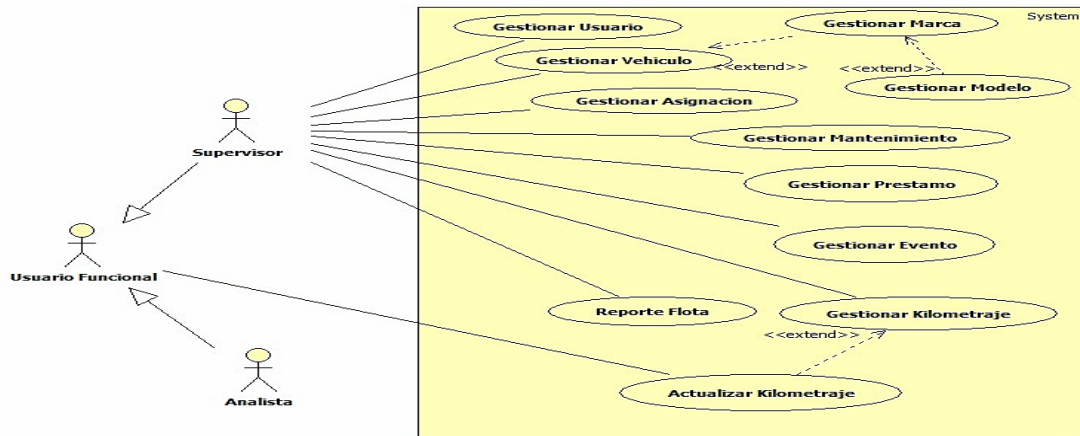 System
Gestionar Usuario
Gestionar Marca
Gestionar Vehiculo
<<extend>>
<<extend>>
Gestionar Modelo
Gestionar Asignacion
Gestionar Mantenimiento
Supervisor
Gestionar Prestamo
Gestionar Evento
Usuario Funcional
Reporte Flota
Gestionar Kilometraje
<<extend>>
Actualizar Kilometraje
Analista